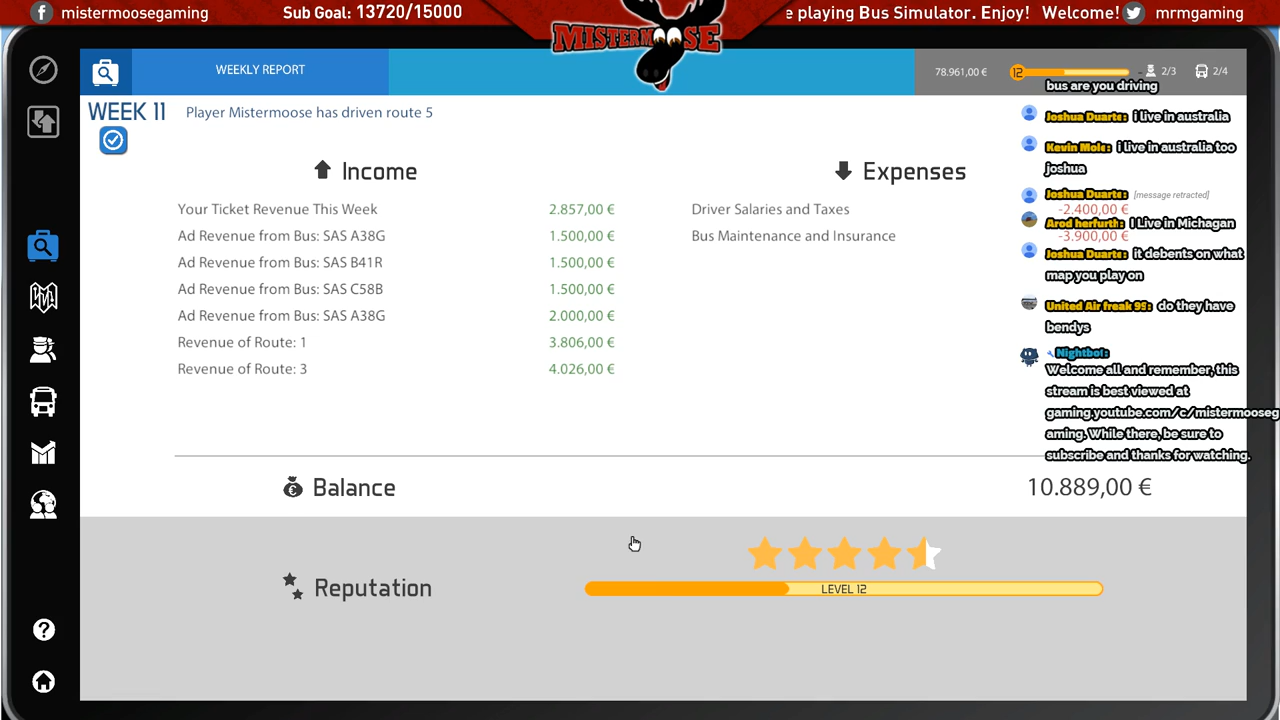 mistermoosegaming
Sub Goal: 13720/15000
MISTERMOOSE
e playing Bus Simulator. Enjoy!
Welcome!
mrmgaming
WEEKLY REPORT
78.961,00 €
12
2/3
2/4
WEEK 11
Player Mistermoose has driven route 5
Income
Your Ticket Revenue This Week 2.857,00 €
Ad Revenue from Bus: SAS A38G 1.500,00 €
Ad Revenue from Bus: SAS B41R 1.500,00 €
Ad Revenue from Bus: SAS C58B 1.500,00 €
Ad Revenue from Bus: SAS A38G 2.000,00 €
Revenue of Route: 1 3.806,00 €
Revenue of Route: 3 4.026,00 €
Expenses
Driver Salaries and Taxes -2.400,00 €
Bus Maintenance and Insurance -3.900,00 €
Balance 10.889,00 €
Reputation
LEVEL 12
bus are you driving
Joshua Duarte: i live in australia
Kevin Mole: i live in australia too
joshua
Joshua Duarte: [message retracted]
Arod herfurth: I Live in Michagan
Joshua Duarte: it debents on what
map you play on
United Air freak 95: do they have
bendys
Nightbot:
Welcome all and remember, this
stream is best viewed at
gaming.youtube.com/c/mistermooseg
aming. While there, be sure to
subscribe and thanks for watching.